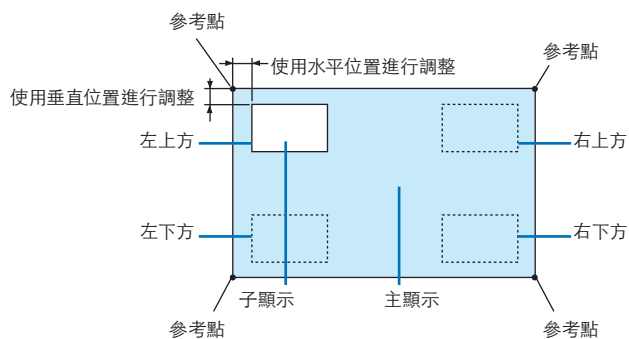 參考點
參考點
使用水平位置進行調整
使用垂直位置進行調整
左上方
右上方
左下方
右下方
子顯示
主顯示
參考點
參考點